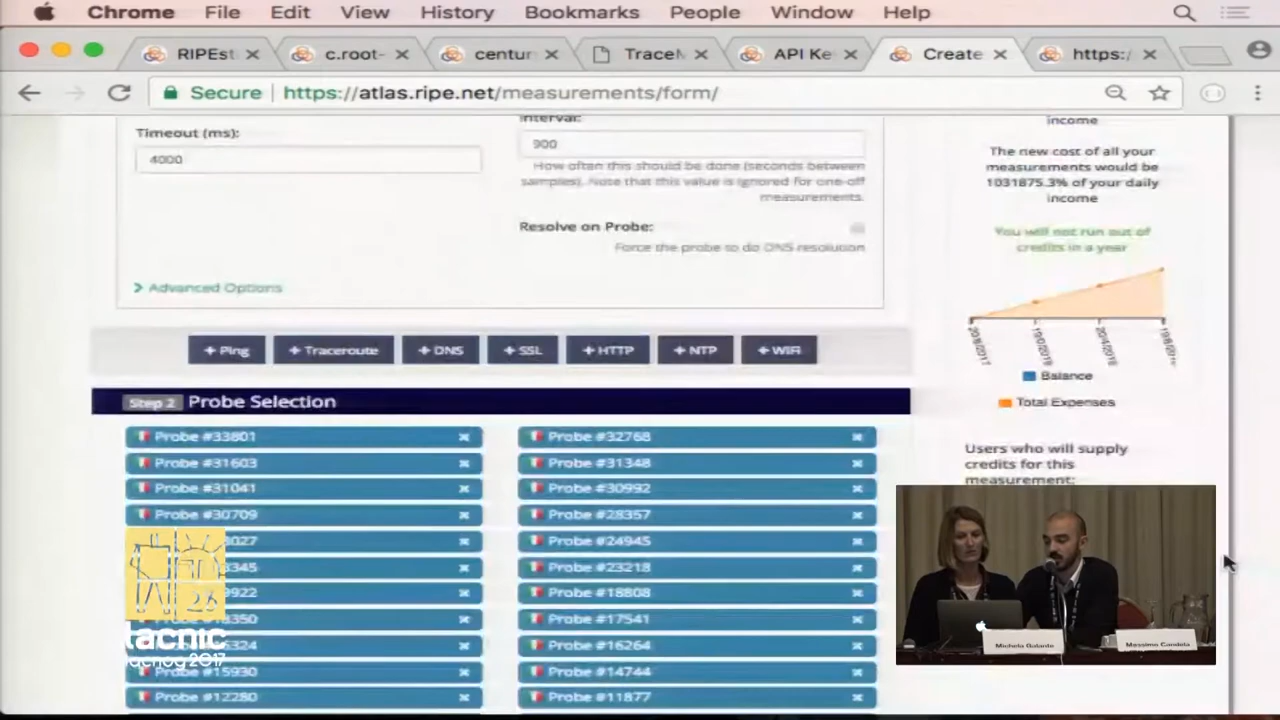 Chrome File Edit View History Bookmarks People Window Help
RIPEst c.root- centur TraceM API Ke Create https:/
Secure https://atlas.ripe.net/measurements/form/
Timeout (ms):
4000
Interval:
900
How often this should be done (seconds between
samples). Note that this value is ignored for one-off
measurements.
Resolve on Probe:
Force the probe to do DNS resolution
Advanced Options
+ Ping + Traceroute + DNS + SSL + HTTP + NTP + WiFi
Step 2 Probe Selection
Probe #33801 Probe #32768
Probe #31603 Probe #31348
Probe #31041 Probe #30992
Probe #30709 Probe #28357
8027 Probe #24945
3345 Probe #23218
9922 Probe #18808
18350 Probe #17541
6324 Probe #16264
Probe #15930 Probe #14744
Probe #12280 Probe #11877
income
The new cost of all your
measurements would be
1031875.3% of your daily
income
You will not run out of
credits in a year
Balance
Total Expenses
Users who will supply
credits for this
measurement:
lacnic
Michela Galante
Massimo Candela